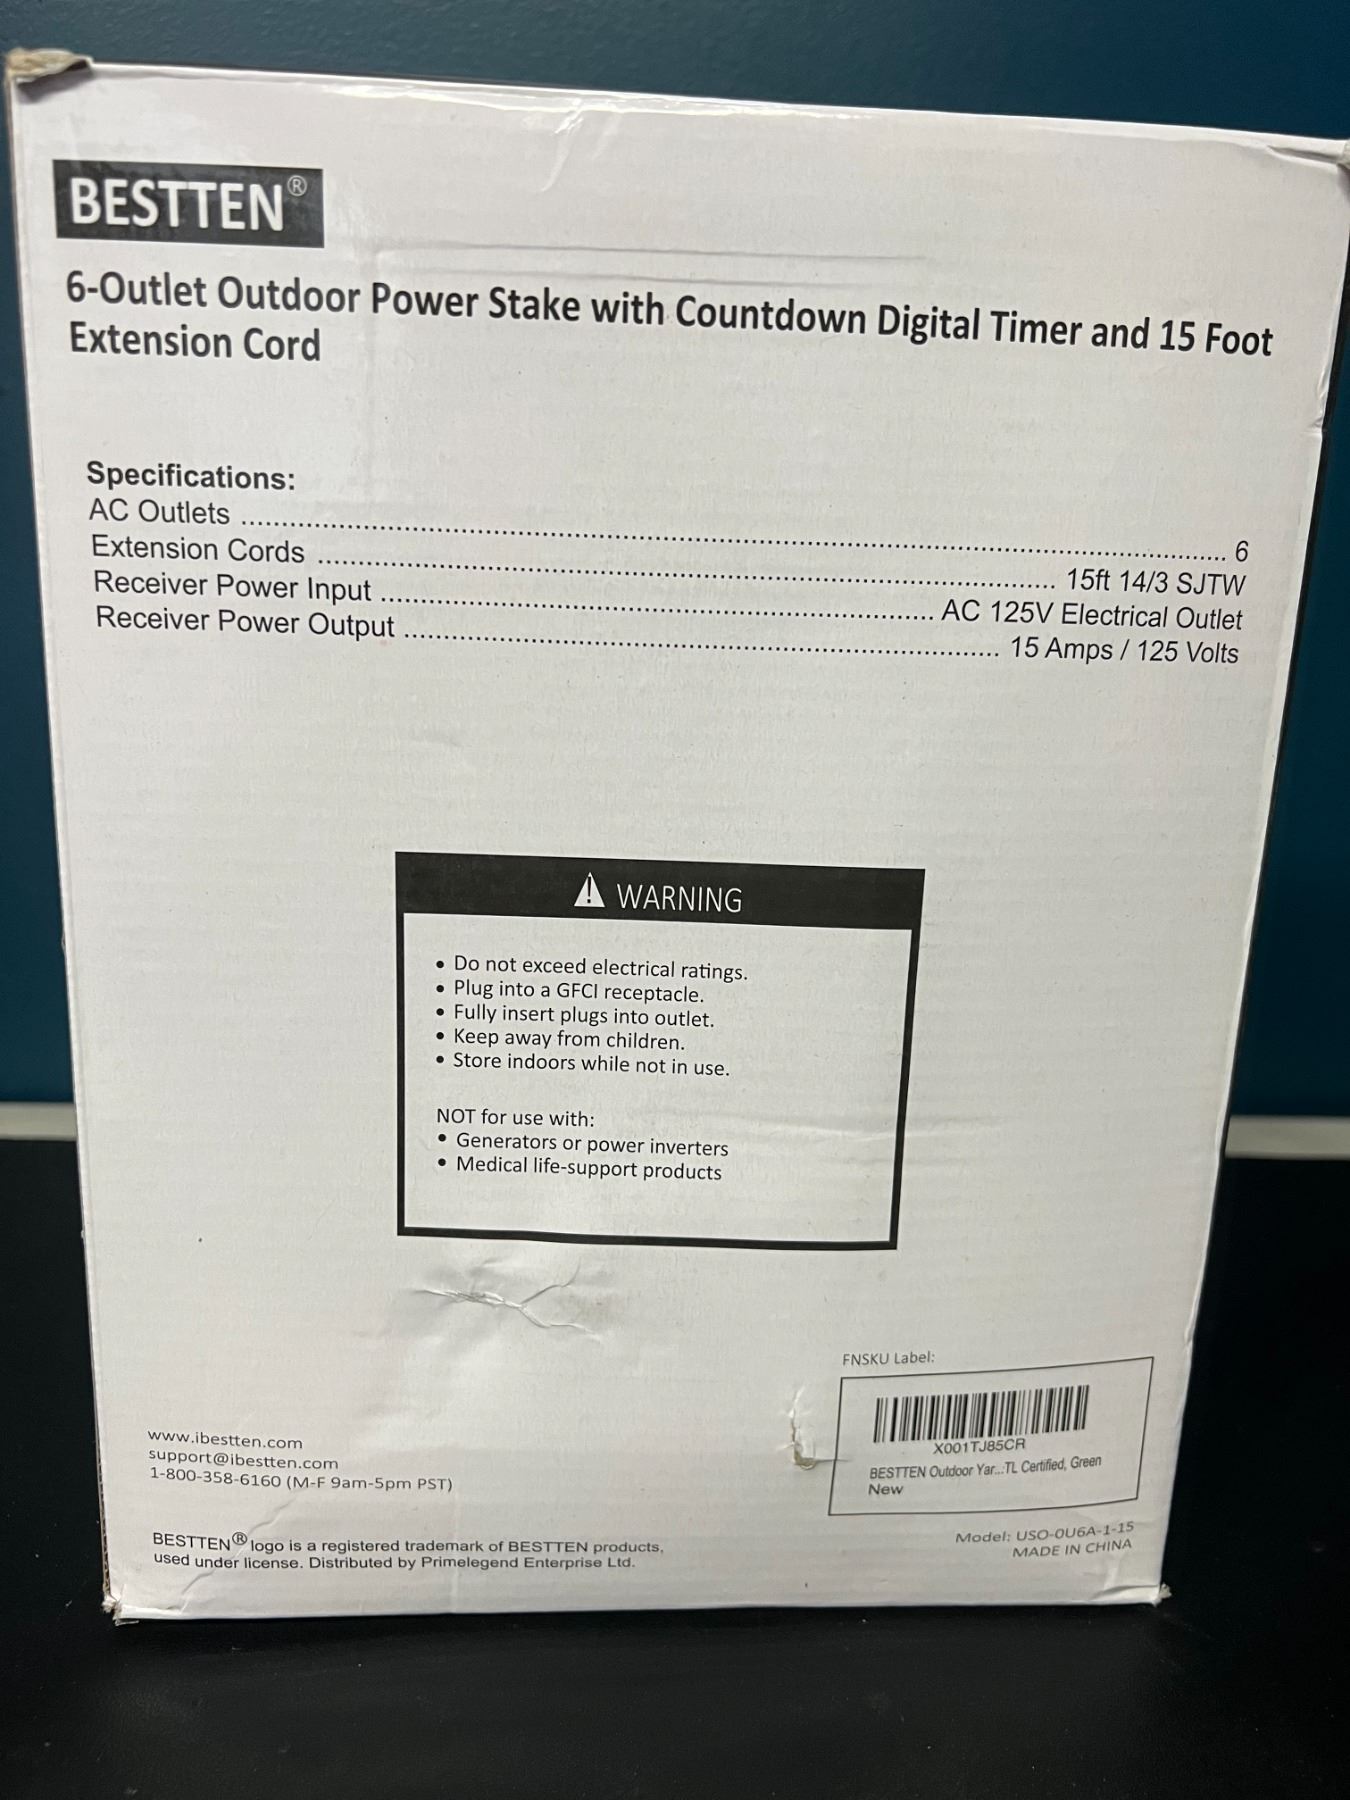 BESTTEN®
6-Outlet Outdoor Power Stake with Countdown Digital Timer and 15 Foot
Extension Cord
Specifications:
AC Outlets ........................................ 6
Extension Cords ........................................ 15ft 14/3 SJTW
Receiver Power Input ........................................ AC 125V Electrical Outlet
Receiver Power Output ........................................ 15 Amps / 125 Volts
WARNING
• Do not exceed electrical ratings.
• Plug into a GFCI receptacle.
• Fully insert plugs into outlet.
• Keep away from children.
• Store indoors while not in use.
NOT for use with:
• Generators or power inverters
• Medical life-support products
FNSKU Label:
X001TJ85CR
BESTTEN Outdoor Yar...TL Certified, Green
New
www.ibestten.com
support@ibestten.com
1-800-358-6160 (M-F 9am-5pm PST)
BESTTEN® logo is a registered trademark of BESTTEN products,
used under license. Distributed by Primelegend Enterprise Ltd.
Model: USO-0U6A-1-15
MADE IN CHINA